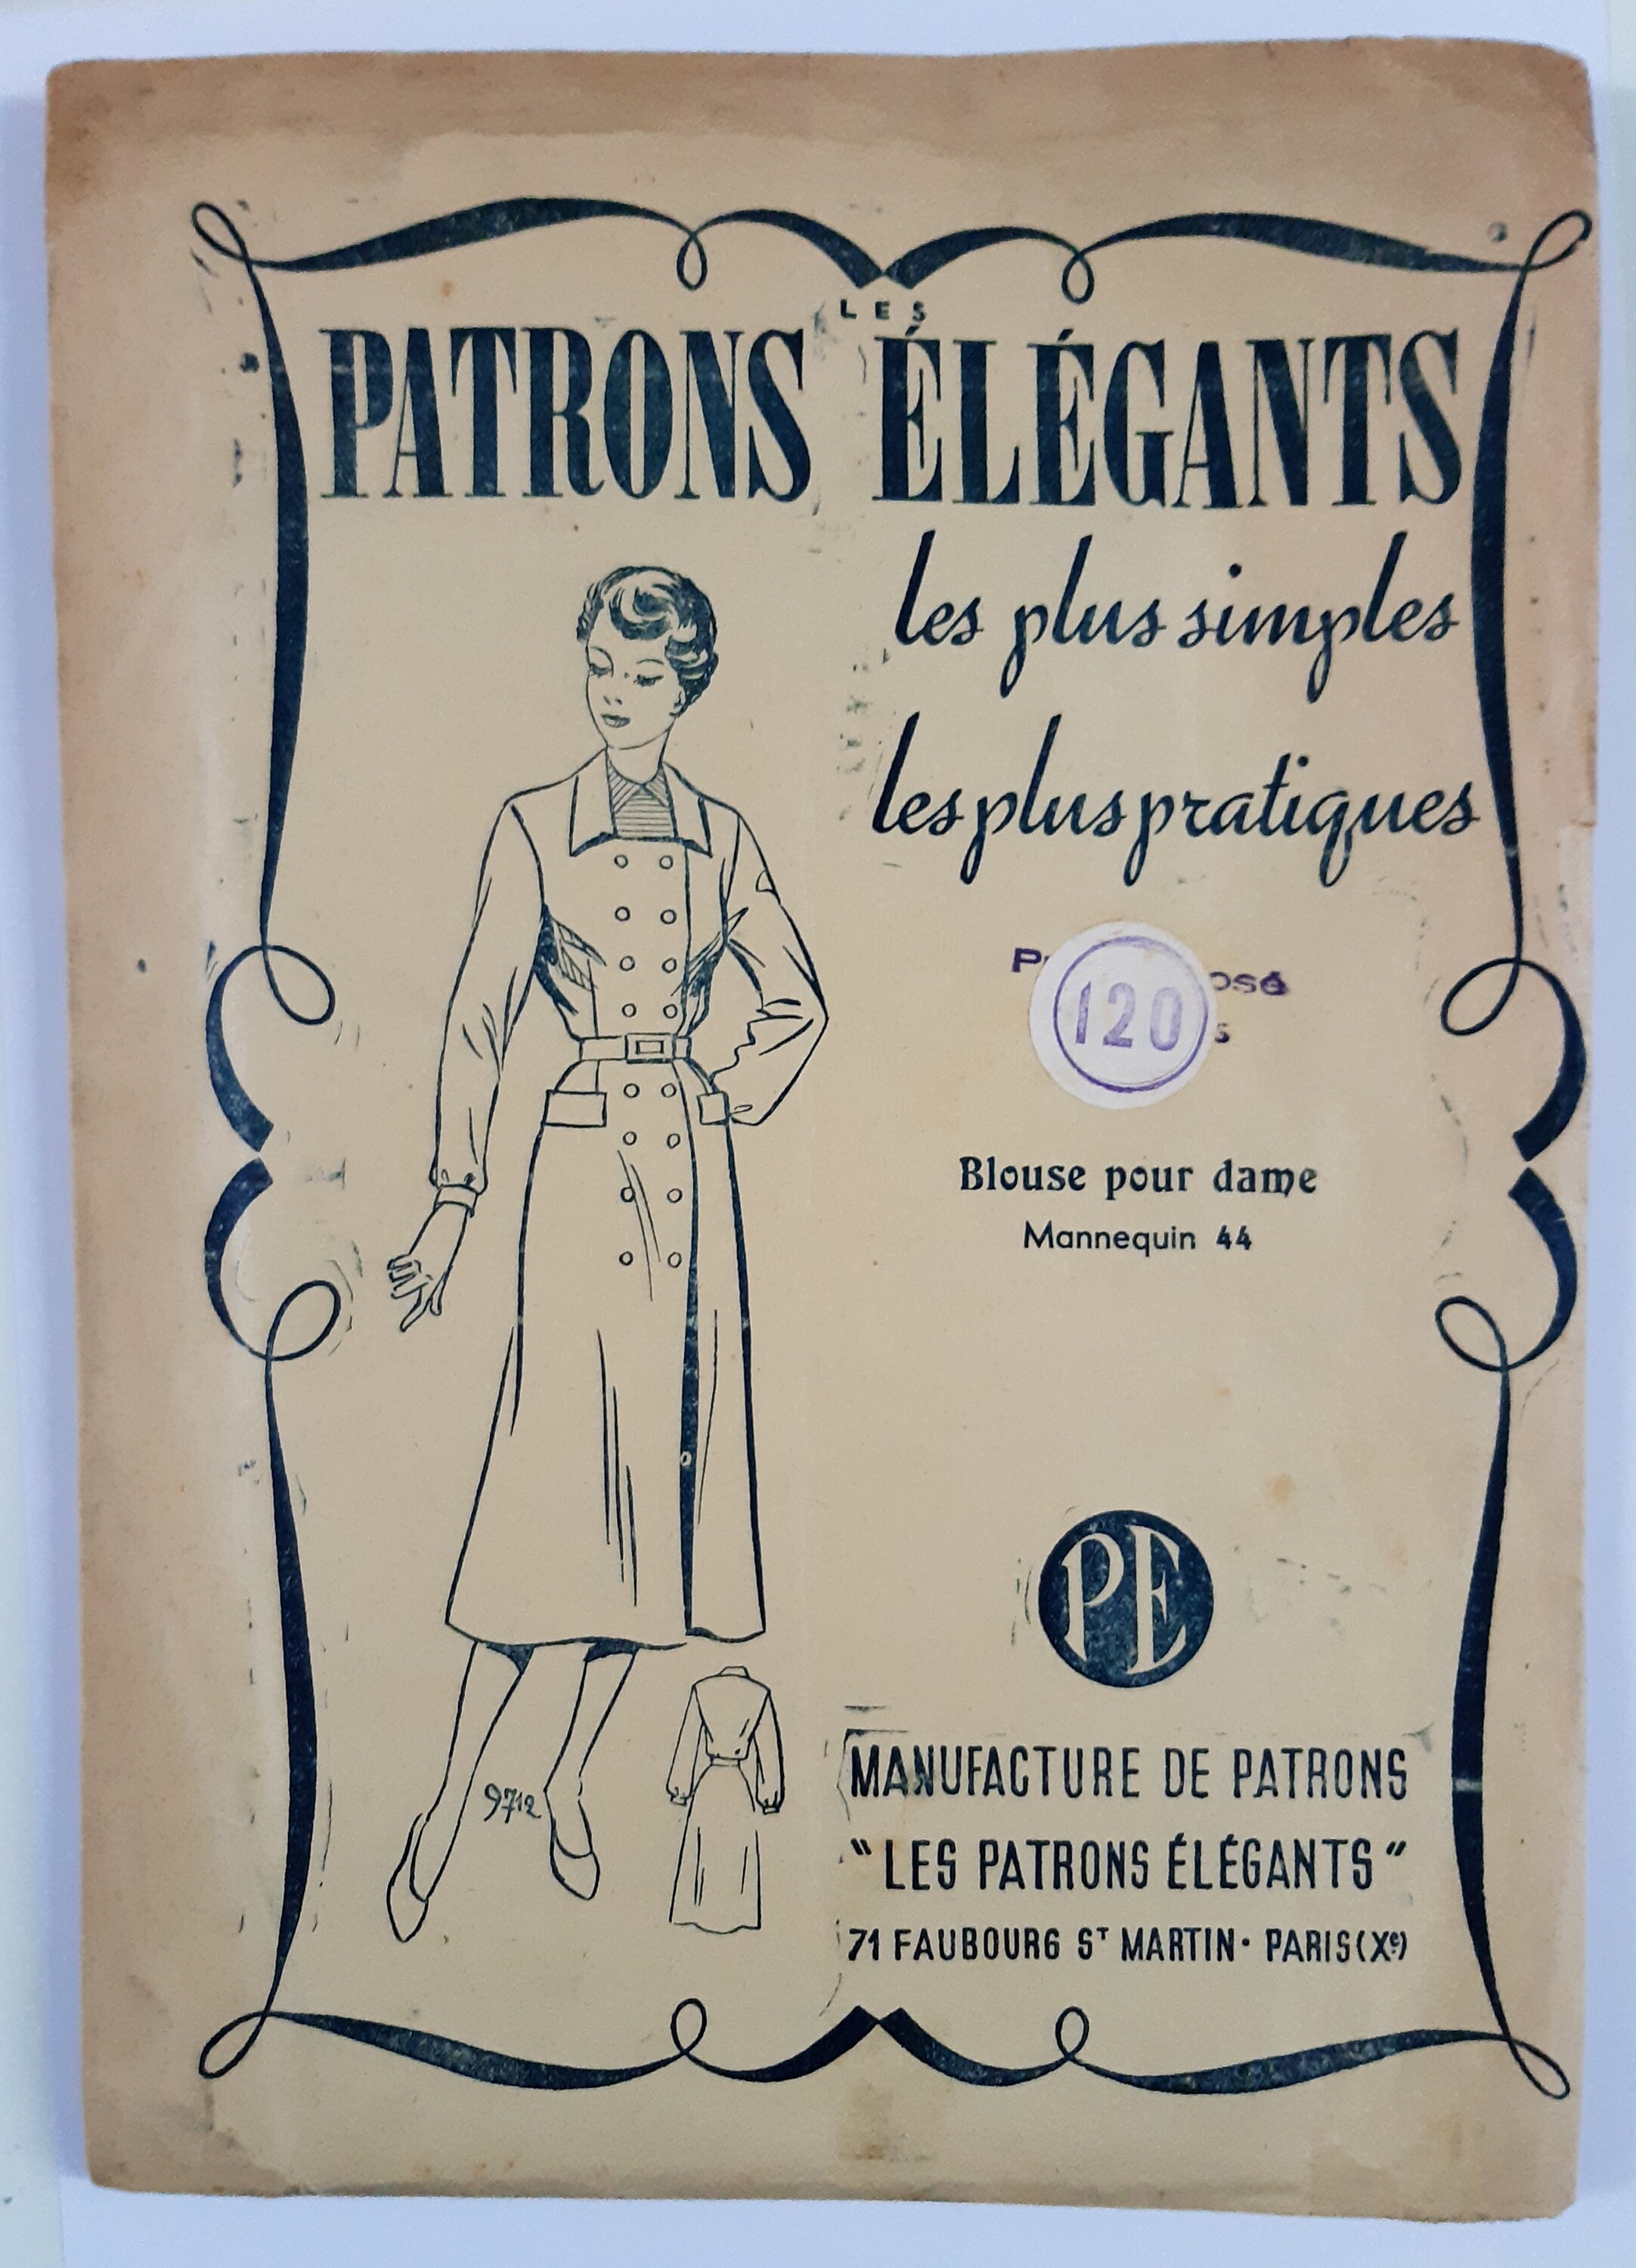 LES
PATRONS ÉLÉGANTS
les plus simples
les plus pratiques
120
Blouse pour dame
Mannequin 44
PE
9712
MANUFACTURE DE PATRONS
"LES PATRONS ÉLÉGANTS"
71 FAUBOURG Sᵀ MARTIN • PARIS (Xᵉ)